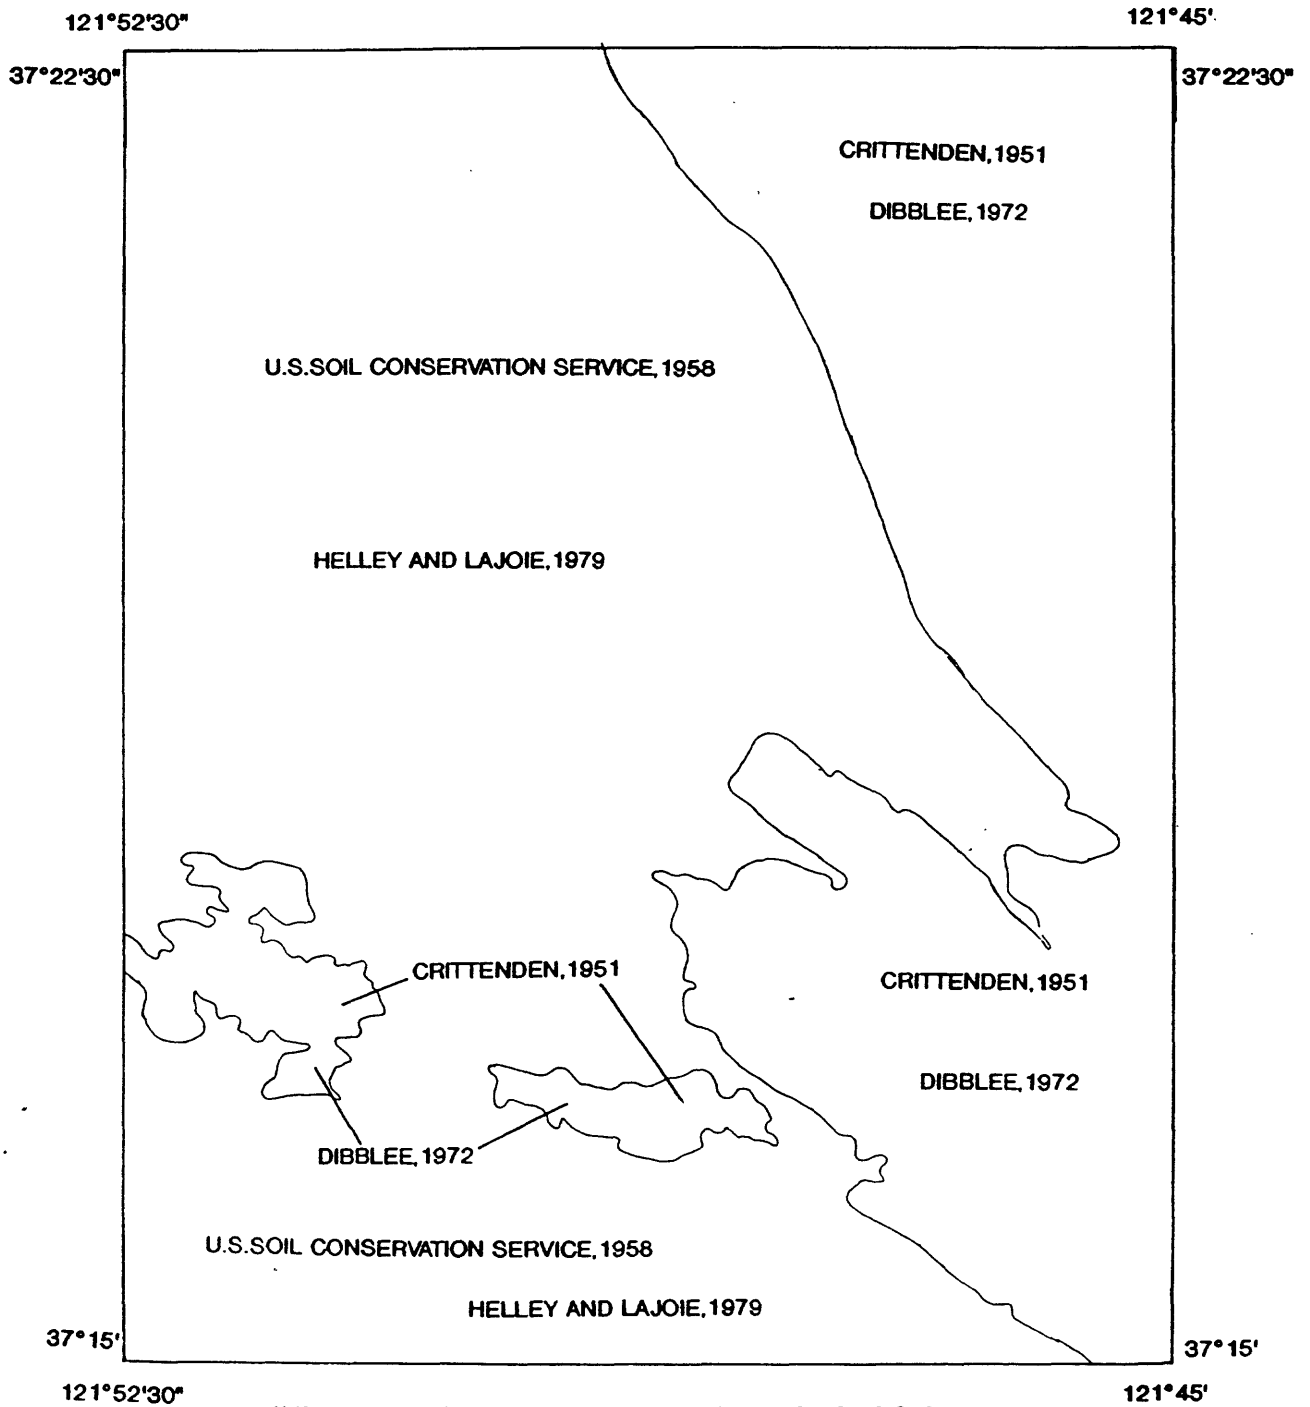 121°52'30"
121°45'
37°22'30"
37°22'30"
CRITTENDEN,1951
DIBBLEE,1972
U.S.SOIL CONSERVATION SERVICE,1958
HELLEY AND LAJOIE,1979
CRITTENDEN,1951
CRITTENDEN,1951
DIBBLEE,1972
DIBBLEE,1972
U.S.SOIL CONSERVATION SERVICE,1958
HELLEY AND LAJOIE,1979
37°15'
37°15'
121°52'30"
121°45'